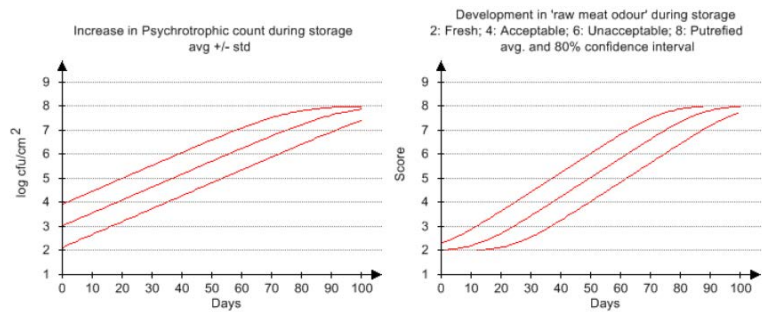 Increase in Psychrotrophic count during storage
avg +/- std
9
8
7
6
5
4
3
2
1
log cfu/cm2
0 10 20 30 40 50 60 70 80 90 100
Days
Development in 'raw meat odour' during storage
2: Fresh; 4: Acceptable; 6: Unacceptable; 8: Putrefied
avg. and 80% confidence interval
9
8
7
6
5
4
3
2
1
Score
0 10 20 30 40 50 60 70 80 90 100
Days